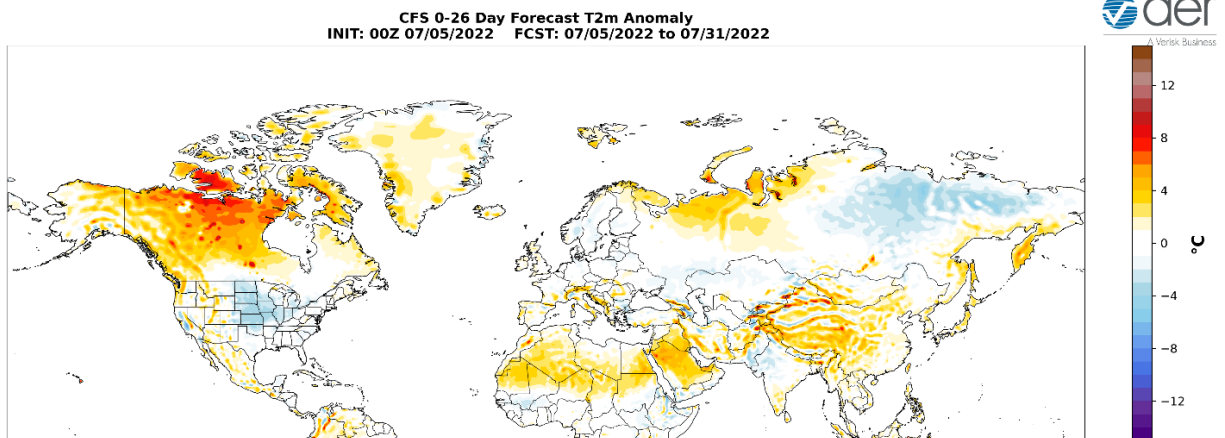 CFS 0-26 Day Forecast T2m Anomaly
INIT: 00Z 07/05/2022    FCST: 07/05/2022 to 07/31/2022
aer
A Verisk Business
12
8
4
0
−4
−8
−12
°C